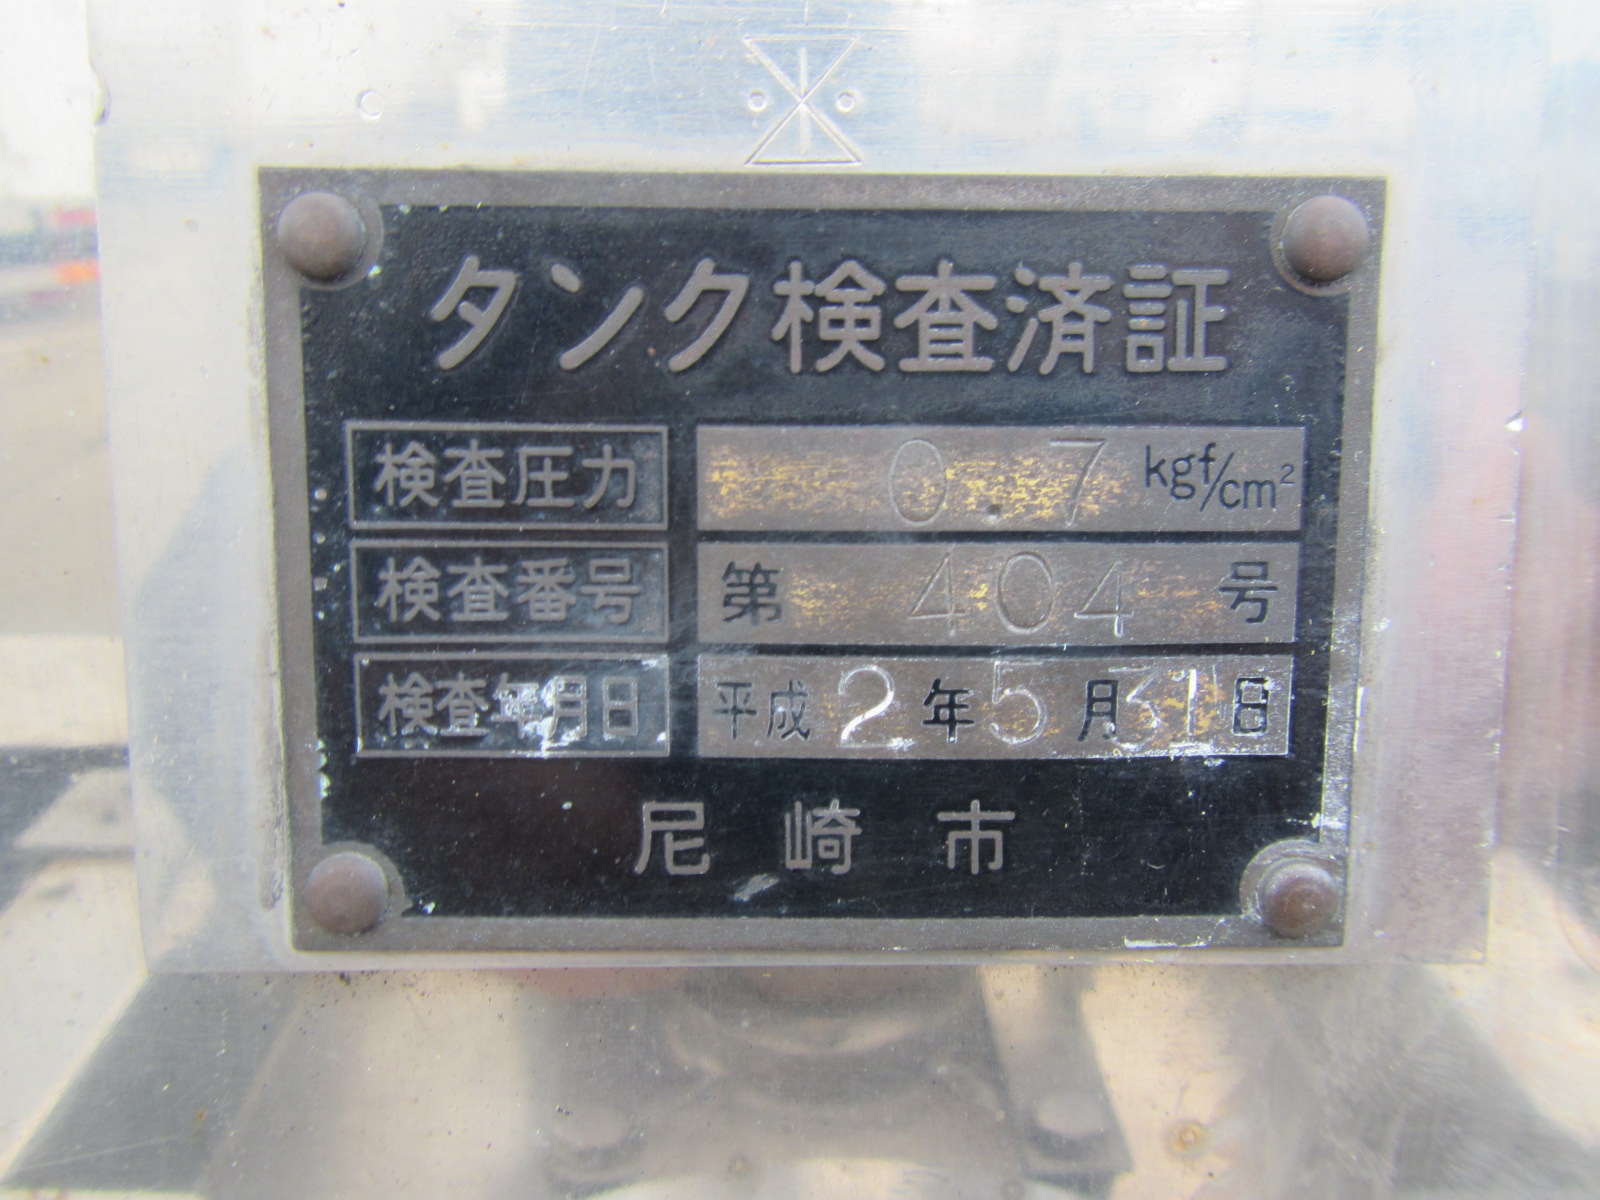 タンク検査済証
検査圧力 0.7 kgf/cm²
検査番号 第 404 号
検査年月日 平成 2 年 5 月 31 日
尼崎市